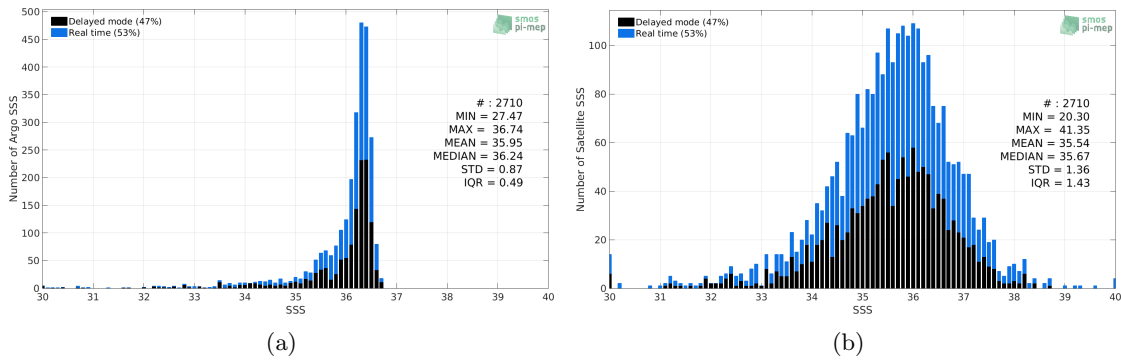 Delayed mode (47%)
Real time (53%)
smos
pi-mep
# : 2710
MIN = 27.47
MAX = 36.74
MEAN = 35.95
MEDIAN = 36.24
STD = 0.87
IQR = 0.49
Number of Argo SSS
500
450
400
350
300
250
200
150
100
50
0
30 31 32 33 34 35 36 37 38 39 40
SSS
(a)
Delayed mode (47%)
Real time (53%)
smos
pi-mep
# : 2710
MIN = 20.30
MAX = 41.35
MEAN = 35.54
MEDIAN = 35.67
STD = 1.36
IQR = 1.43
Number of Satellite SSS
100
80
60
40
20
0
30 31 32 33 34 35 36 37 38 39 40
SSS
(b)